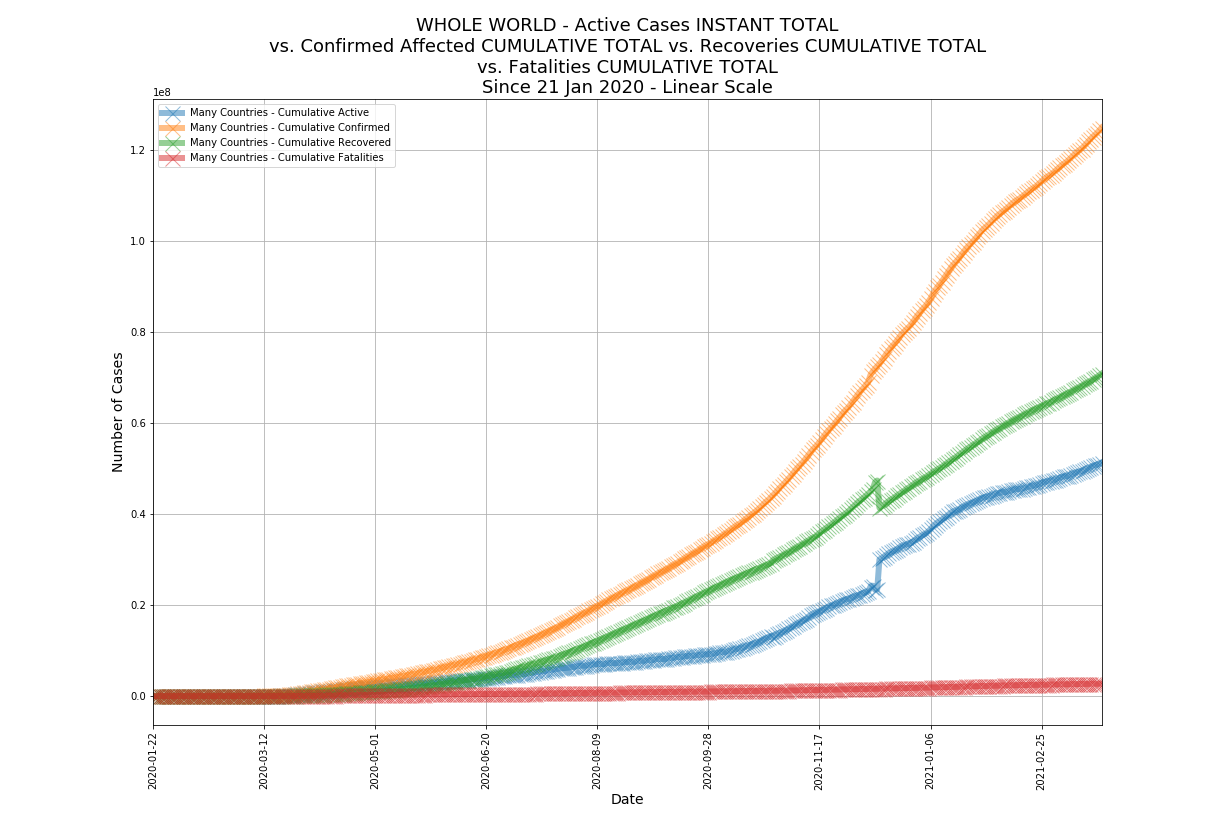 WHOLE WORLD - Active Cases INSTANT TOTAL
vs. Confirmed Affected CUMULATIVE TOTAL vs. Recoveries CUMULATIVE TOTAL
vs. Fatalities CUMULATIVE TOTAL
Since 21 Jan 2020 - Linear Scale
1e8
Many Countries - Cumulative Active
Many Countries - Cumulative Confirmed
Many Countries - Cumulative Recovered
Many Countries - Cumulative Fatalities
1.2
1.0
0.8
0.6
0.4
0.2
0.0
Number of Cases
2020-01-22
2020-03-12
2020-05-01
2020-06-20
2020-08-09
2020-09-28
2020-11-17
2021-01-06
2021-02-25
Date